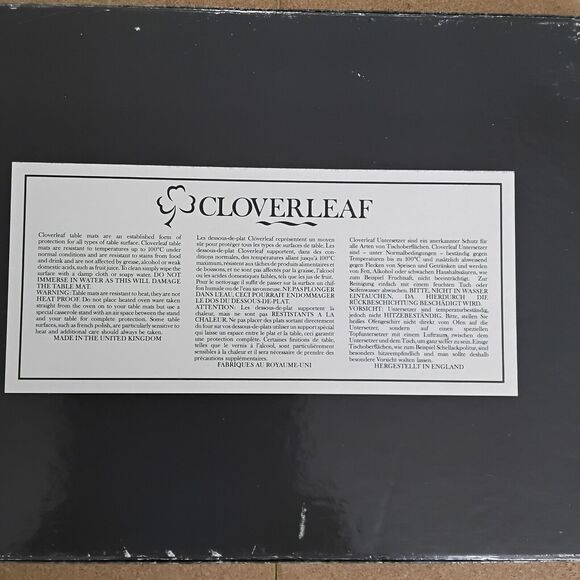 CLOVERLEAF
Cloverleaf table mats are an established form of
protection for all types of table surface. Cloverleaf table
mats are resistant to temperatures up to 100°C under
normal conditions and are resistant to stains from food
and drink and are not affected by grease, alcohol or weak
domestic acids, such as fruit juice. To clean simply wipe the
surface with a damp cloth or soapy water. DO NOT
IMMERSE IN WATER AS THIS WILL DAMAGE
THE TABLE MAT.
WARNING: Table mats are resistant to heat, they are not
HEAT PROOF. Do not place heated oven ware taken
straight from the oven on to your table mats but use a
special casserole stand with an air space between the stand
and your table for complete protection. Some table
surfaces, such as french polish, are particularly sensitive to
heat and additional care should always be taken.
MADE IN THE UNITED KINGDOM
Les dessous-de-plat Cloverleaf représentent un moyen
sûr pour protéger tous les types de surfaces de table. Les
dessous-de-plat Cloverleaf supportent, dans des con-
ditions normales, des températures allant jusqu'à 100°C
maximum, résistent aux tâches de produits alimentaires et
de boissons, et ne sont pas affectés par la graisse, l'alcool
ou les acides domestiques faibles, tels que les jus de fruit.
Pour le nettoyage il suffit de passer sur la surface un chif-
fon humide ou de l'eau savonneuse. NE PAS PLONGER
DANS L'EAU, CECI POURRAIT ENDOMMAGER
LE DOS DU DESSOUS-DE-PLAT.
ATTENTION: Les dessous-de-plat supportent la
chaleur, mais ne sont pas RESTISTANTS A LA
CHALEUR. Ne pas placer des plats sortant directement
du four sur vos dessous-de-plat mais utiliser un support spécial
qui laisse un espace entre le plat et la table, ceci garantir
une protection complète. Certaines finitions de table,
telles que le vernis à l'alcool, sont particulièrement
sensibles à la chaleur et il sera nécessaire de prendre des
précautions supplémentaires.
FABRIQUES AU ROYAUME-UNI
Cloverleaf Untersetzer sind ein anerkannter Schutz für
alle Arten von Tischoberflächen. Cloverleaf Untersetzer
sind – unter Normalbedingungen – beständig gegen
Temperaturen bis zu 100°C und zusätzlich abweisend
gegen Flecken von Speisen und Getränken und werden
von Fett, Alkohol oder schwachen Haushaltsäuren, wie
zum Beispiel Fruchtsaft, nicht beeinträchtigt. Zur
Reinigung einfach mit einem feuchten Tuch oder
Seifenwasser abwischen. BITTE, NICHT IN WASSER
EINTAUCHEN, DA HIERDURCH DIE
RÜCKBESCHICHTUNG BESCHÄDIGT WIRD.
VORSICHT: Untersetzer sind temperaturbeständig,
jedoch nicht HITZEBESTÄNDIG. Bitte, stellen Sie
heißes Ofengeschirr nicht direkt vom Ofen auf die
Untersetzer, sondern auf einen speziellen
Topfuntersetzer mit einem Luftraum zwischen dem
Untersetzer und dem Tisch, um ganz sicher zu sein. Einige
Tischoberflächen, wie zum Beispiel Schellackpolitur, sind
besonders hitzeempfindlich und man sollte deshalb
besondere Vorsicht walten lassen.
HERGESTELLT IN ENGLAND